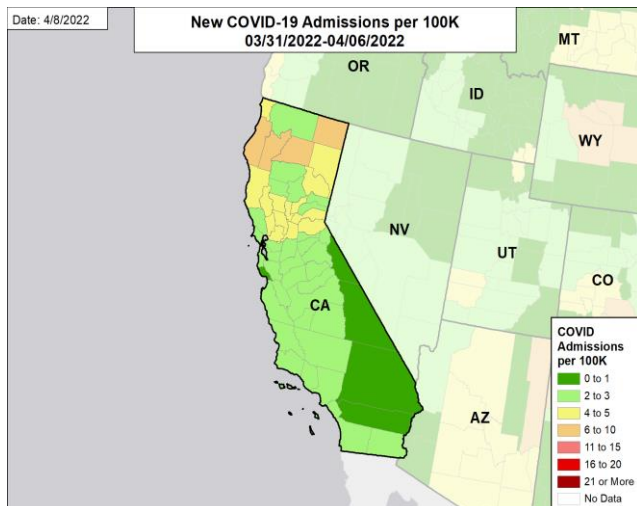 Date: 4/8/2022
New COVID-19 Admissions per 100K
03/31/2022-04/06/2022
MT
OR
ID
WY
NV
UT
CO
CA
AZ
COVID
Admissions
per 100K
0 to 1
2 to 3
4 to 5
6 to 10
11 to 15
16 to 20
21 or More
No Data